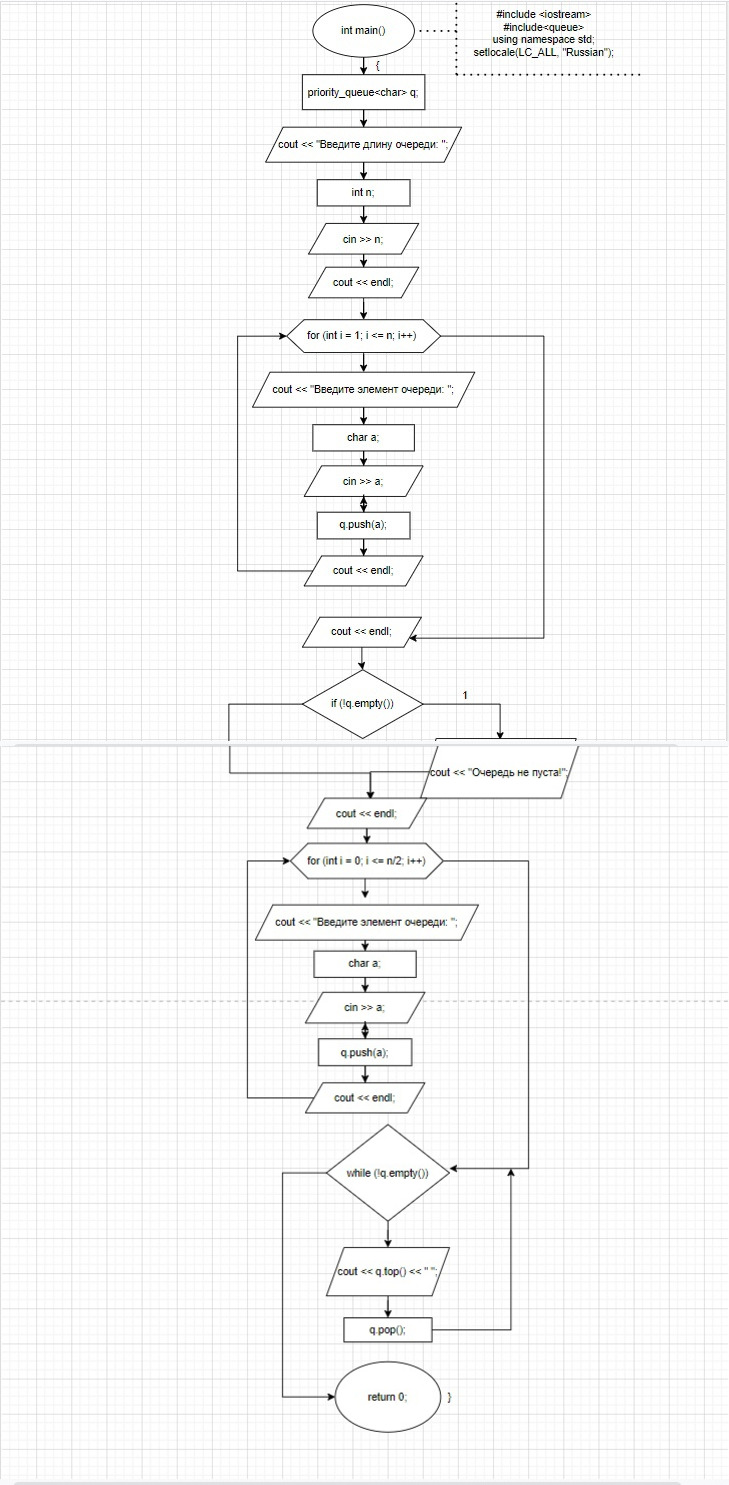 int main()
#include <iostream>
#include<queue>
using namespace std;
setlocale(LC_ALL, "Russian");
{
priority_queue<char> q;
cout << "Введите длину очереди: ";
int n;
cin >> n;
cout << endl;
for (int i = 1; i <= n; i++)
cout << "Введите элемент очереди: ";
char a;
cin >> a;
q.push(a);
cout << endl;
cout << endl;
if (!q.empty())
1
cout << "Очередь не пуста!";
cout << endl;
for (int i = 0; i <= n/2; i++)
cout << "Введите элемент очереди: ";
char a;
cin >> a;
q.push(a);
cout << endl;
while (!q.empty())
cout << q.top() << " ";
q.pop();
return 0;
}